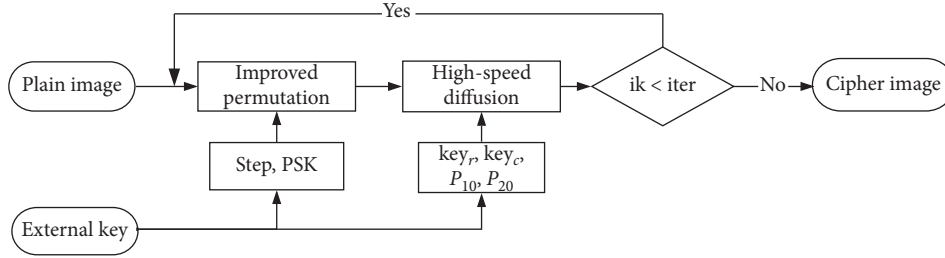 Yes
Plain image
Improved
permutation
High-speed
diffusion
ik < iter
No
Cipher image
Step, PSK
key_r, key_c,
P_10, P_20
External key